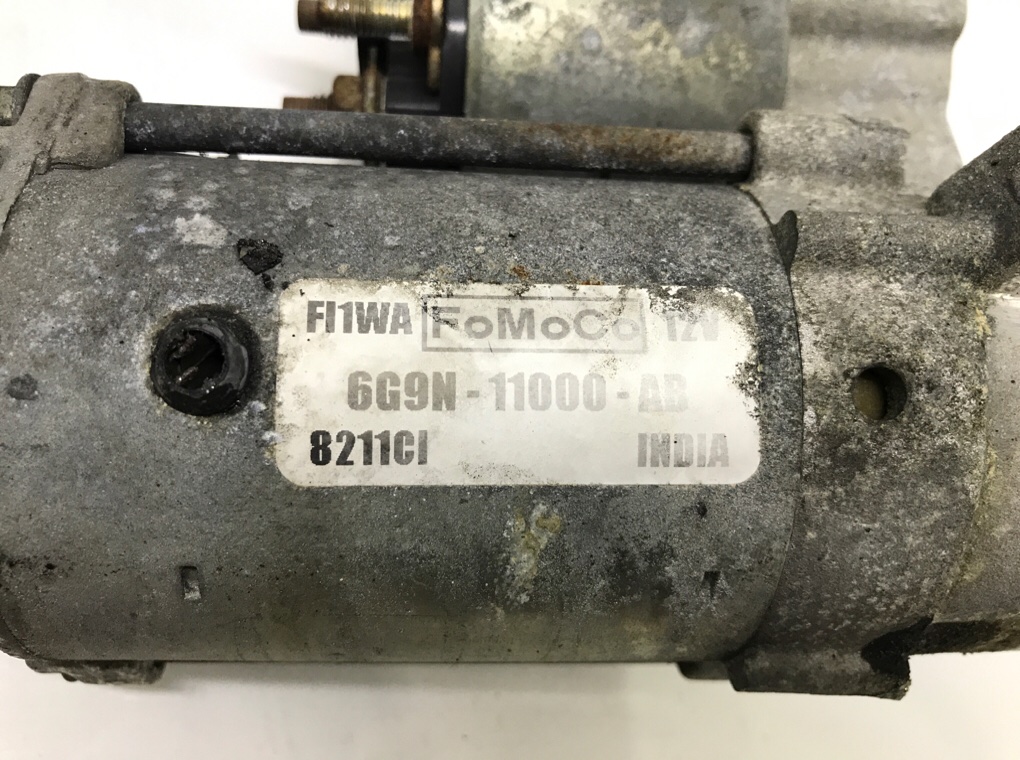 FI1WA FoMoCo 12V
6G9N - 11000 - AB
8211CI INDIA